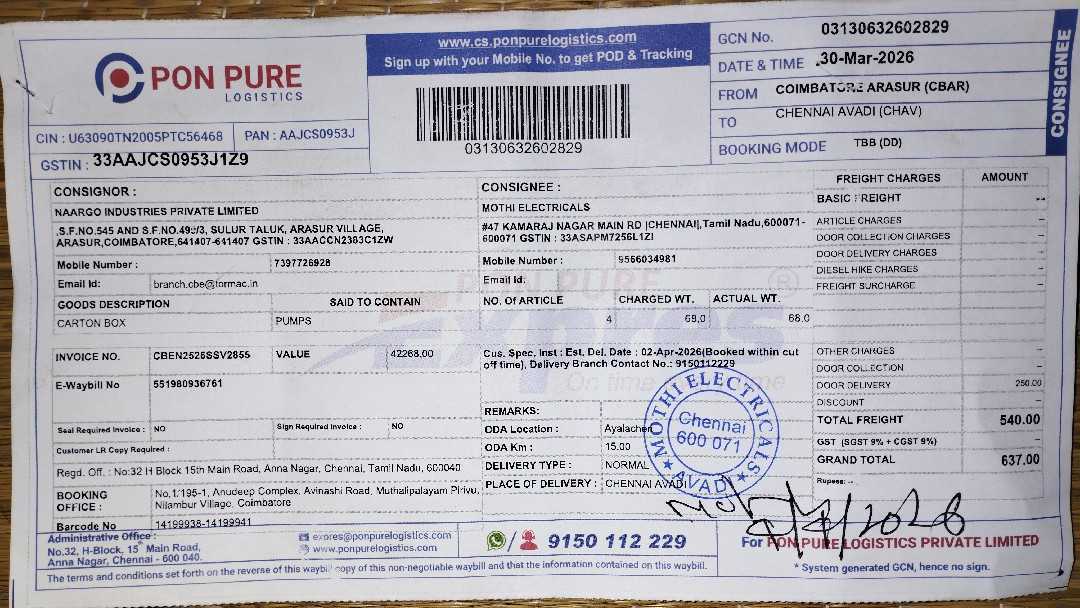 PON PURE
LOGISTICS
www.cs.ponpurelogistics.com
Sign up with your Mobile No. to get POD & Tracking
03130632602829
GCN No. 03130632602829
DATE & TIME 30-Mar-2026
FROM COIMBATORE ARASUR (CBAR)
TO CHENNAI AVADI (CHAV)
BOOKING MODE TBB (DD)
CONSIGNEE
CIN : U63090TN2005PTC56468 PAN : AAJCS0953J
GSTIN : 33AAJCS0953J1Z9
CONSIGNOR :
NAARGO INDUSTRIES PRIVATE LIMITED
.S.F.NO.545 AND S.F.NO.499/3, SULUR TALUK, ARASUR VILLAGE,
ARASUR,COIMBATORE,641407-641407 GSTIN : 33AACCN2383C1ZW
Mobile Number : 7397726928
Email Id: branch.cbe@tormac.in
CONSIGNEE :
MOTHI ELECTRICALS
#47 KAMARAJ NAGAR MAIN RD |CHENNAI|,Tamil Nadu,600071-
600071 GSTIN : 33ASAPM7256L1ZI
Mobile Number : 9566034981
Email Id:
GOODS DESCRIPTION SAID TO CONTAIN NO. Of ARTICLE CHARGED WT. ACTUAL WT.
CARTON BOX PUMPS 4 69.0 68.0
INVOICE NO. CBEN2526SSV2855 VALUE 42268.00
E-Waybill No 551980936761
Seal Required Invoice : NO Sign Required Invoice : NO
Customer LR Copy Required :
Regd. Off. : No:32 H Block 15th Main Road, Anna Nagar, Chennai, Tamil Nadu, 600040
BOOKING OFFICE : No.1/195-1, Anudeep Complex, Avinashi Road, Muthalipalayam Pirivu,
Nilambur Village, Coimbatore
Barcode No 14199938-14199941
Cus. Spec. Inst : Est. Del. Date : 02-Apr-2026(Booked within cut
off time), Delivery Branch Contact No.: 9150112229
REMARKS:
ODA Location : Ayalacheri
ODA Km : 15.00
DELIVERY TYPE : NORMAL
PLACE OF DELIVERY : CHENNAI AVADI
PON PURE
Express
On time
MOTHI ELECTRICALS
Chennai
600 071
AVADI
FREIGHT CHARGES AMOUNT
BASIC FREIGHT --
ARTICLE CHARGES --
DOOR COLLECTION CHARGES --
DOOR DELIVERY CHARGES --
DIESEL HIKE CHARGES --
FREIGHT SURCHARGE --
OTHER CHARGES --
DOOR COLLECTION --
DOOR DELIVERY 250.00
DISCOUNT --
TOTAL FREIGHT 540.00
GST (SGST 9% + CGST 9%) --
GRAND TOTAL 637.00
Rupees: --
For PON PURE LOGISTICS PRIVATE LIMITED
* System generated GCN, hence no sign.
Administrative Office :
No.32, H-Block, 15th Main Road,
Anna Nagar, Chennai - 600 040.
expres@ponpurelogistics.com
www.ponpurelogistics.com
9150 112 229
The terms and conditions set forth on the reverse of this waybill copy of this non-negotiable waybill and that the information contained on this waybill.